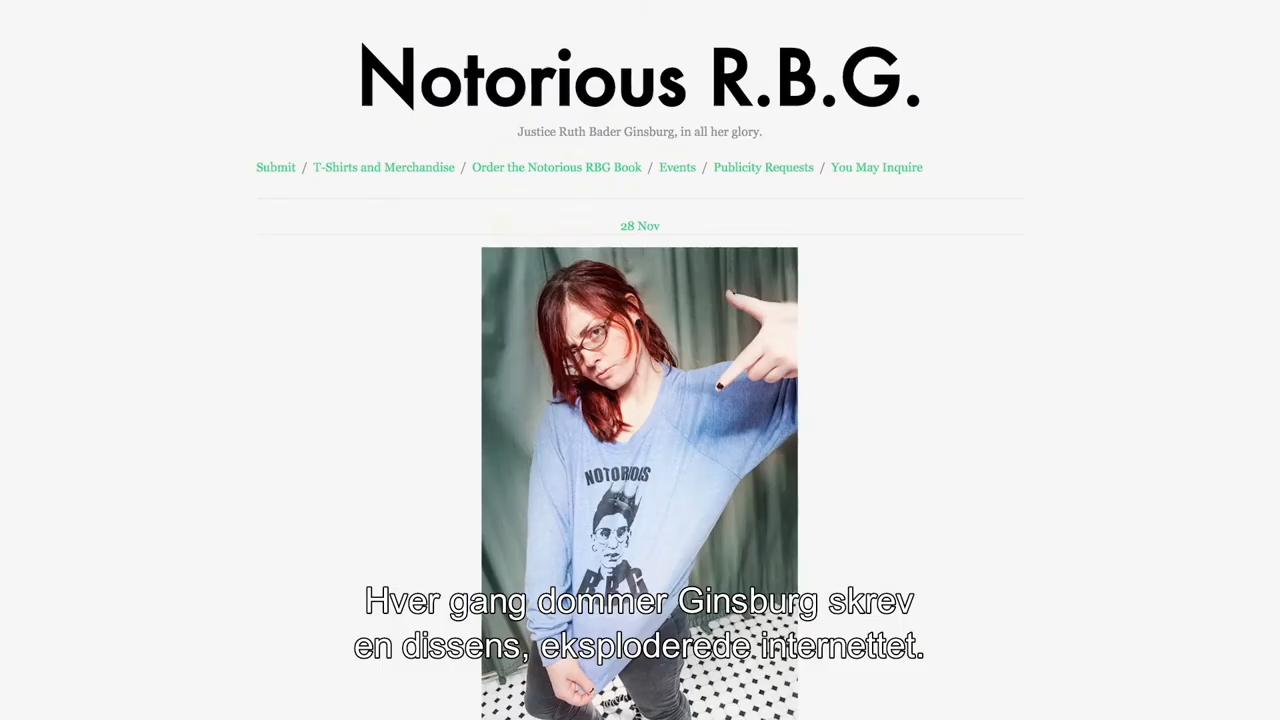 Notorious R.B.G.
Justice Ruth Bader Ginsburg, in all her glory.
Submit / T-Shirts and Merchandise / Order the Notorious RBG Book / Events / Publicity Requests / You May Inquire
28 Nov
NOTORIOUS
R.B.G
Hver gang dommer Ginsburg skrev
en dissens, eksploderede internettet.